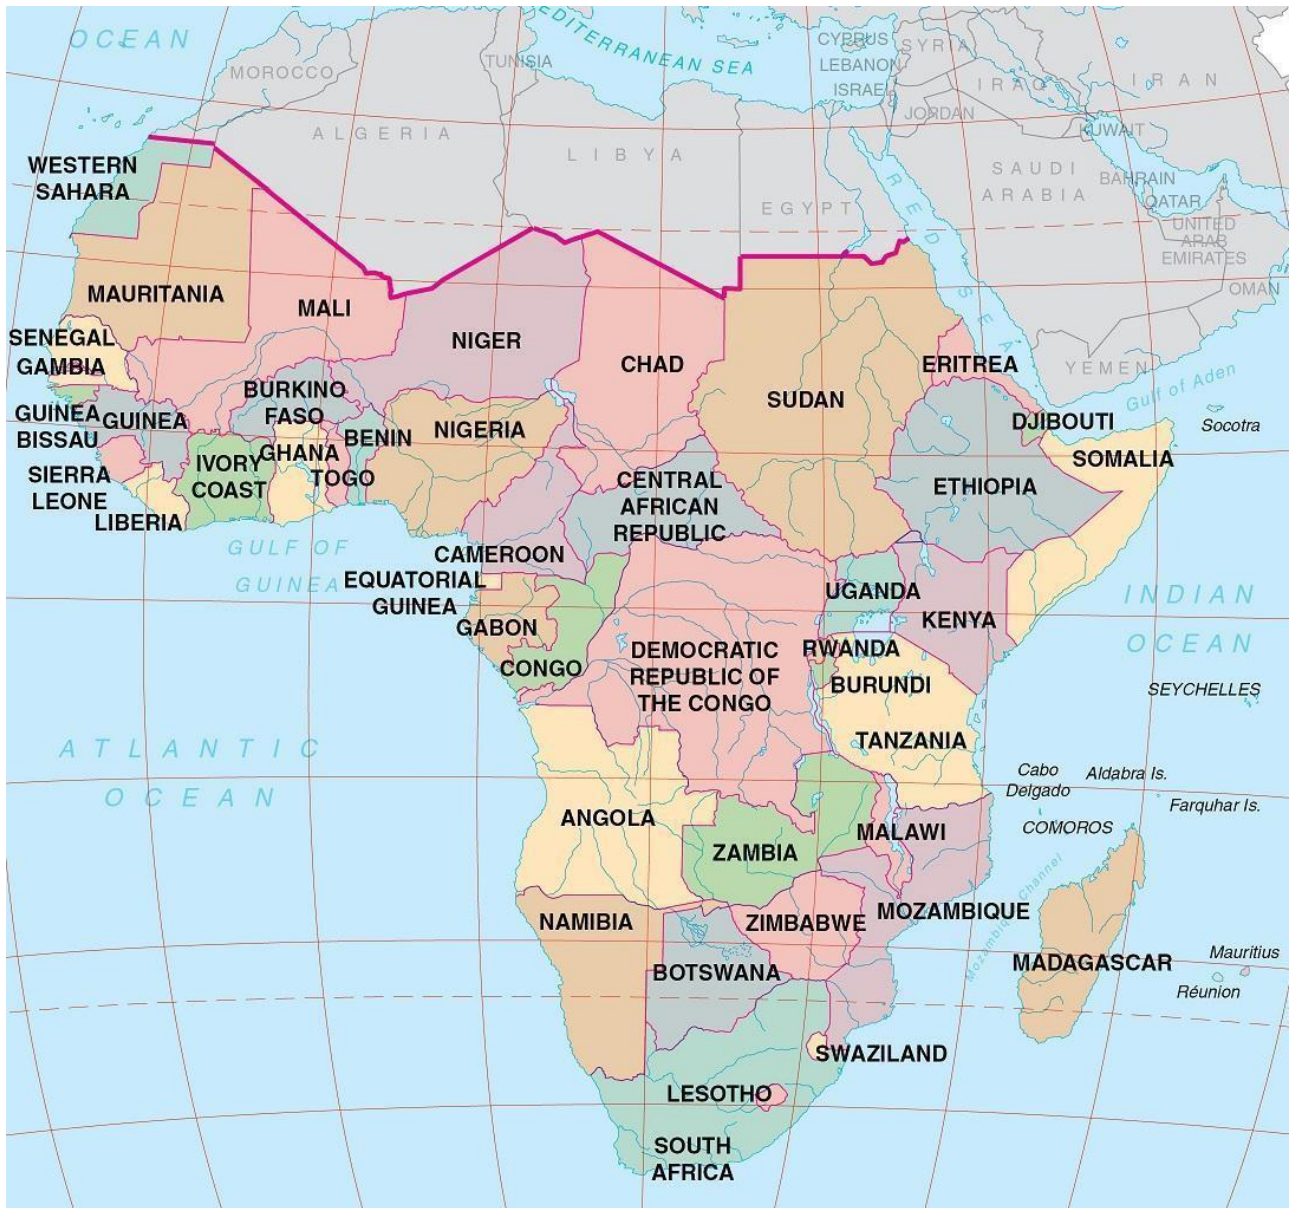 OCEAN
MEDITERRANEAN SEA
CYPRUS
SYRIA
LEBANON
ISRAEL
IRAQ
IRAN
MOROCCO
TUNISIA
ALGERIA
LIBYA
EGYPT
JORDAN
KUWAIT
SAUDI
ARABIA
BAHRAIN
QATAR
UNITED
ARAB
EMIRATES
OMAN
RED SEA
YEMEN
Gulf of Aden
WESTERN
SAHARA
MAURITANIA
MALI
NIGER
CHAD
SUDAN
ERITREA
SENEGAL
GAMBIA
GUINEA
BISSAU
GUINEA
BURKINO
FASO
BENIN
NIGERIA
DJIBOUTI
Socotra
SOMALIA
SIERRA
LEONE
LIBERIA
IVORY
COAST
GHANA
TOGO
CENTRAL
AFRICAN
REPUBLIC
ETHIOPIA
GULF OF
GUINEA
CAMEROON
EQUATORIAL
GUINEA
GABON
CONGO
UGANDA
KENYA
INDIAN
OCEAN
DEMOCRATIC
REPUBLIC OF
THE CONGO
RWANDA
BURUNDI
TANZANIA
SEYCHELLES
ATLANTIC
OCEAN
Cabo
Delgado
Aldabra Is.
Farquhar Is.
COMOROS
ANGOLA
ZAMBIA
MALAWI
Mozambique Channel
NAMIBIA
ZIMBABWE
MOZAMBIQUE
BOTSWANA
MADAGASCAR
Mauritius
Réunion
SWAZILAND
LESOTHO
SOUTH
AFRICA